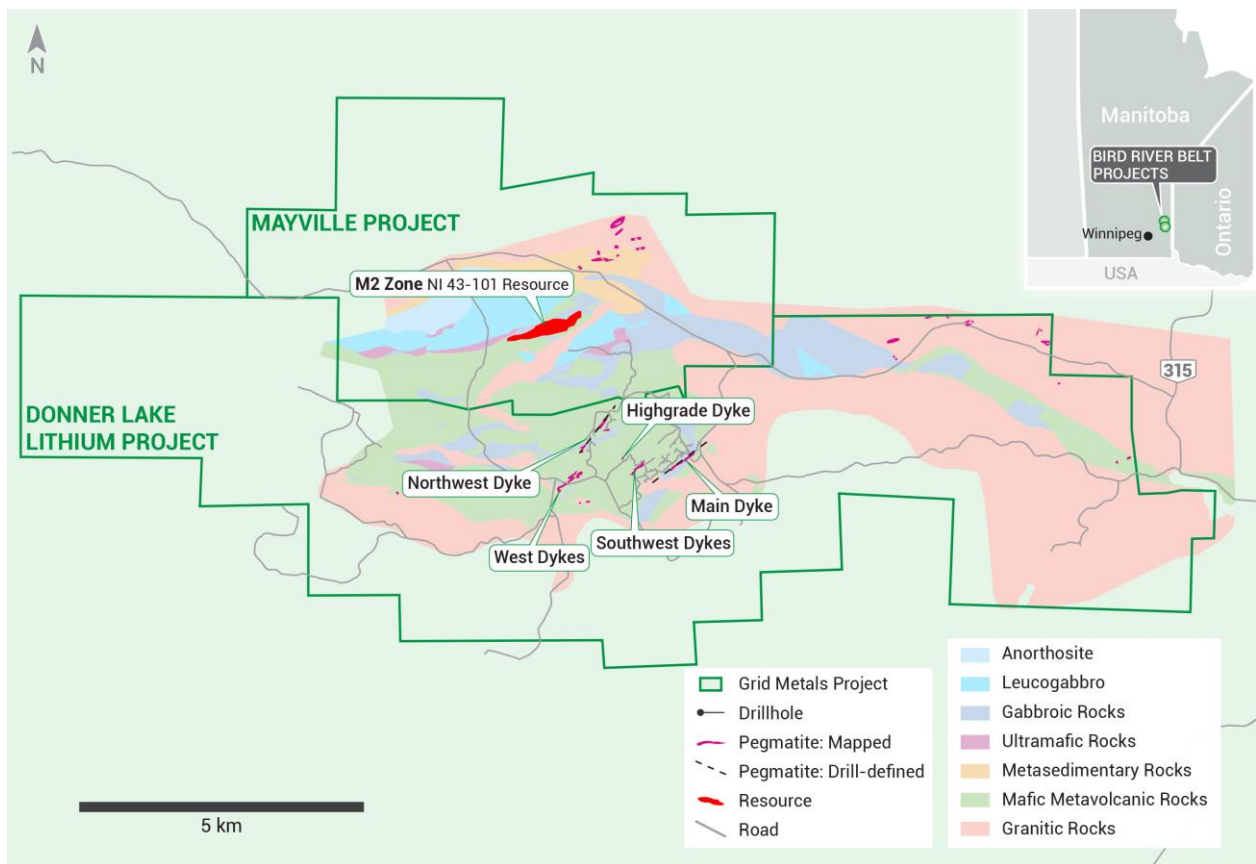 N
Manitoba
BIRD RIVER BELT
PROJECTS
Winnipeg
Ontario
USA
MAYVILLE PROJECT
M2 Zone NI 43-101 Resource
315
DONNER LAKE
LITHIUM PROJECT
Highgrade Dyke
Northwest Dyke
Main Dyke
West Dykes
Southwest Dykes
5 km
Grid Metals Project
Drillhole
Pegmatite: Mapped
Pegmatite: Drill-defined
Resource
Road
Anorthosite
Leucogabbro
Gabbroic Rocks
Ultramafic Rocks
Metasedimentary Rocks
Mafic Metavolcanic Rocks
Granitic Rocks